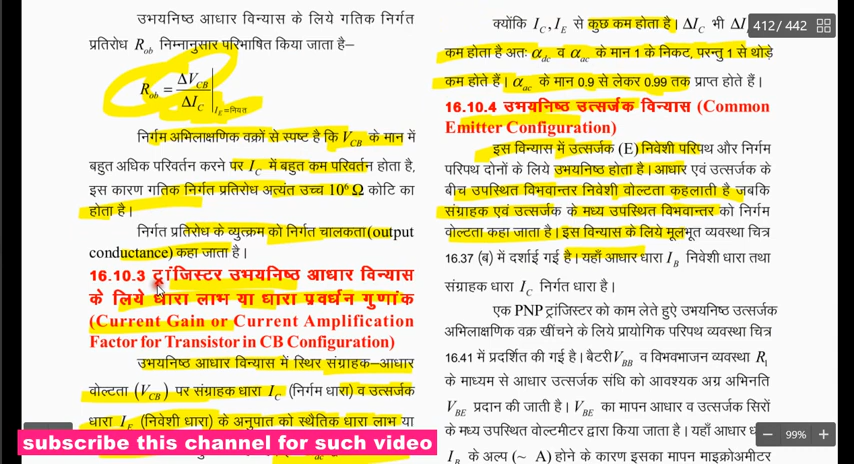 उभयनिष्ठ आधार विन्यास के लिये गतिक निर्गत
प्रतिरोध R_ob निम्नानुसार परिभाषित किया जाता है–
R_ob = ΔV_CB / ΔI_C | I_E=नियत
निर्गम अभिलाक्षणिक वक्रों से स्पष्ट है कि V_CB के मान में
बहुत अधिक परिवर्तन करने पर I_C में बहुत कम परिवर्तन होता है,
इस कारण गतिक निर्गत प्रतिरोध अत्यंत उच्च 10⁶ Ω कोटि का
होता है।
निर्गत प्रतिरोध के व्युत्क्रम को निर्गत चालकता(output
conductance) कहा जाता है।
16.10.3 ट्रांजिस्टर उभयनिष्ठ आधार विन्यास
के लिये धारा लाभ या धारा प्रवर्धन गुणांक
(Current Gain or Current Amplification
Factor for Transistor in CB Configuration)
उभयनिष्ठ आधार विन्यास में स्थिर संग्राहक–आधार
वोल्टता (V_CB) पर संग्राहक धारा I_C (निर्गम धारा) व उत्सर्जक
धारा I_E (निवेशी धारा) के अनुपात को स्थैतिक धारा लाभ या
subscribe this channel for such video
क्योंकि I_C, I_E से कुछ कम होता है। ΔI_C भी ΔI
कम होता है अतः α_dc व α_ac के मान 1 के निकट, परन्तु 1 से थोड़े
कम होते हैं। α_ac के मान 0.9 से लेकर 0.99 तक प्राप्त होते हैं।
16.10.4 उभयनिष्ठ उत्सर्जक विन्यास (Common
Emitter Configuration)
इस विन्यास में उत्सर्जक (E) निवेशी परिपथ और निर्गम
परिपथ दोनों के लिये उभयनिष्ठ होता है। आधार एवं उत्सर्जक के
बीच उपस्थित विभवान्तर निवेशी वोल्टता कहलाती है जबकि
संग्राहक एवं उत्सर्जक के मध्य उपस्थित विभवान्तर को निर्गम
वोल्टता कहा जाता है। इस विन्यास के लिये मूलभूत व्यवस्था चित्र
16.37 (ब) में दर्शाई गई है। यहाँ आधार धारा I_B निवेशी धारा तथा
संग्राहक धारा I_C निर्गत धारा है।
एक PNP ट्रांजिस्टर को काम लेते हुऐ उभयनिष्ठ उत्सर्जक
अभिलाक्षणिक वक्र खींचने के लिये प्रायोगिक परिपथ व्यवस्था चित्र
16.41 में प्रदर्शित की गई है। बैटरी V_BB व विभवभाजन व्यवस्था R_1
के माध्यम से आधार उत्सर्जक संधि को आवश्यक अग्र अभिनति
V_BE प्रदान की जाती है। V_BE का मापन आधार व उत्सर्जक सिरों
के मध्य उपस्थित वोल्टमीटर द्वारा किया जाता है। यहाँ आधार
I_B के अल्प (~ A) होने के कारण इसका मापन माइक्रोअमीटर
412 / 442
99%